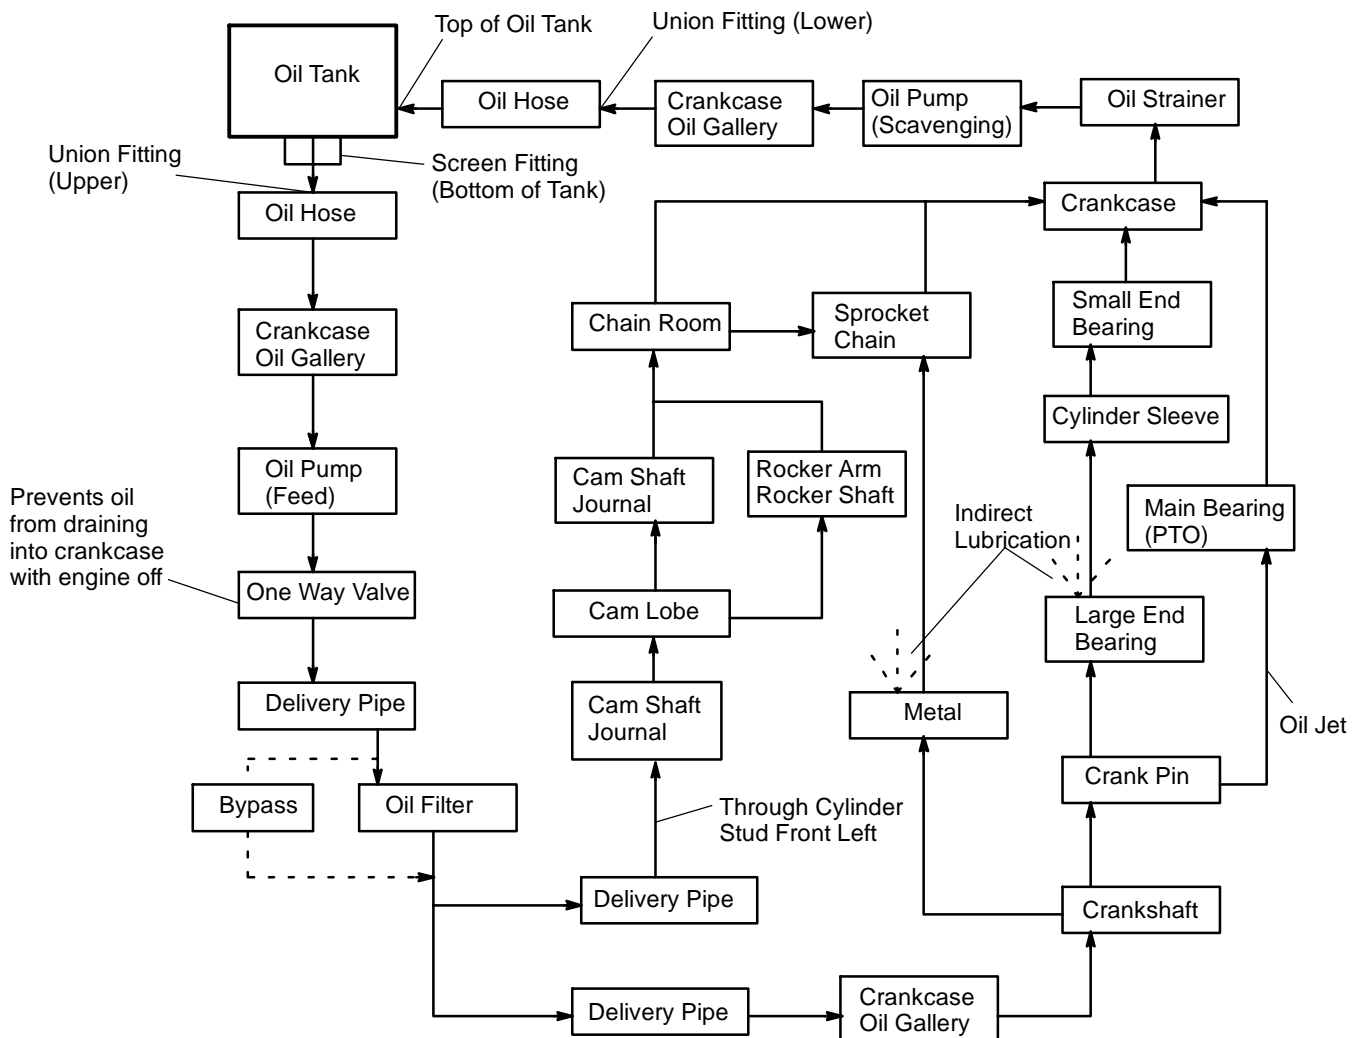 Top of Oil Tank
Union Fitting (Lower)
Oil Tank
Oil Hose
Crankcase
Oil Gallery
Oil Pump
(Scavenging)
Oil Strainer
Union Fitting
(Upper)
Screen Fitting
(Bottom of Tank)
Oil Hose
Crankcase
Crankcase
Oil Gallery
Chain Room
Sprocket
Chain
Small End
Bearing
Cylinder Sleeve
Oil Pump
(Feed)
Cam Shaft
Journal
Rocker Arm
Rocker Shaft
Indirect
Lubrication
Main Bearing
(PTO)
Prevents oil
from draining
into crankcase
with engine off
One Way Valve
Cam Lobe
Large End
Bearing
Delivery Pipe
Cam Shaft
Journal
Metal
Oil Jet
Bypass
Oil Filter
Through Cylinder
Stud Front Left
Crank Pin
Delivery Pipe
Crankshaft
Delivery Pipe
Crankcase
Oil Gallery